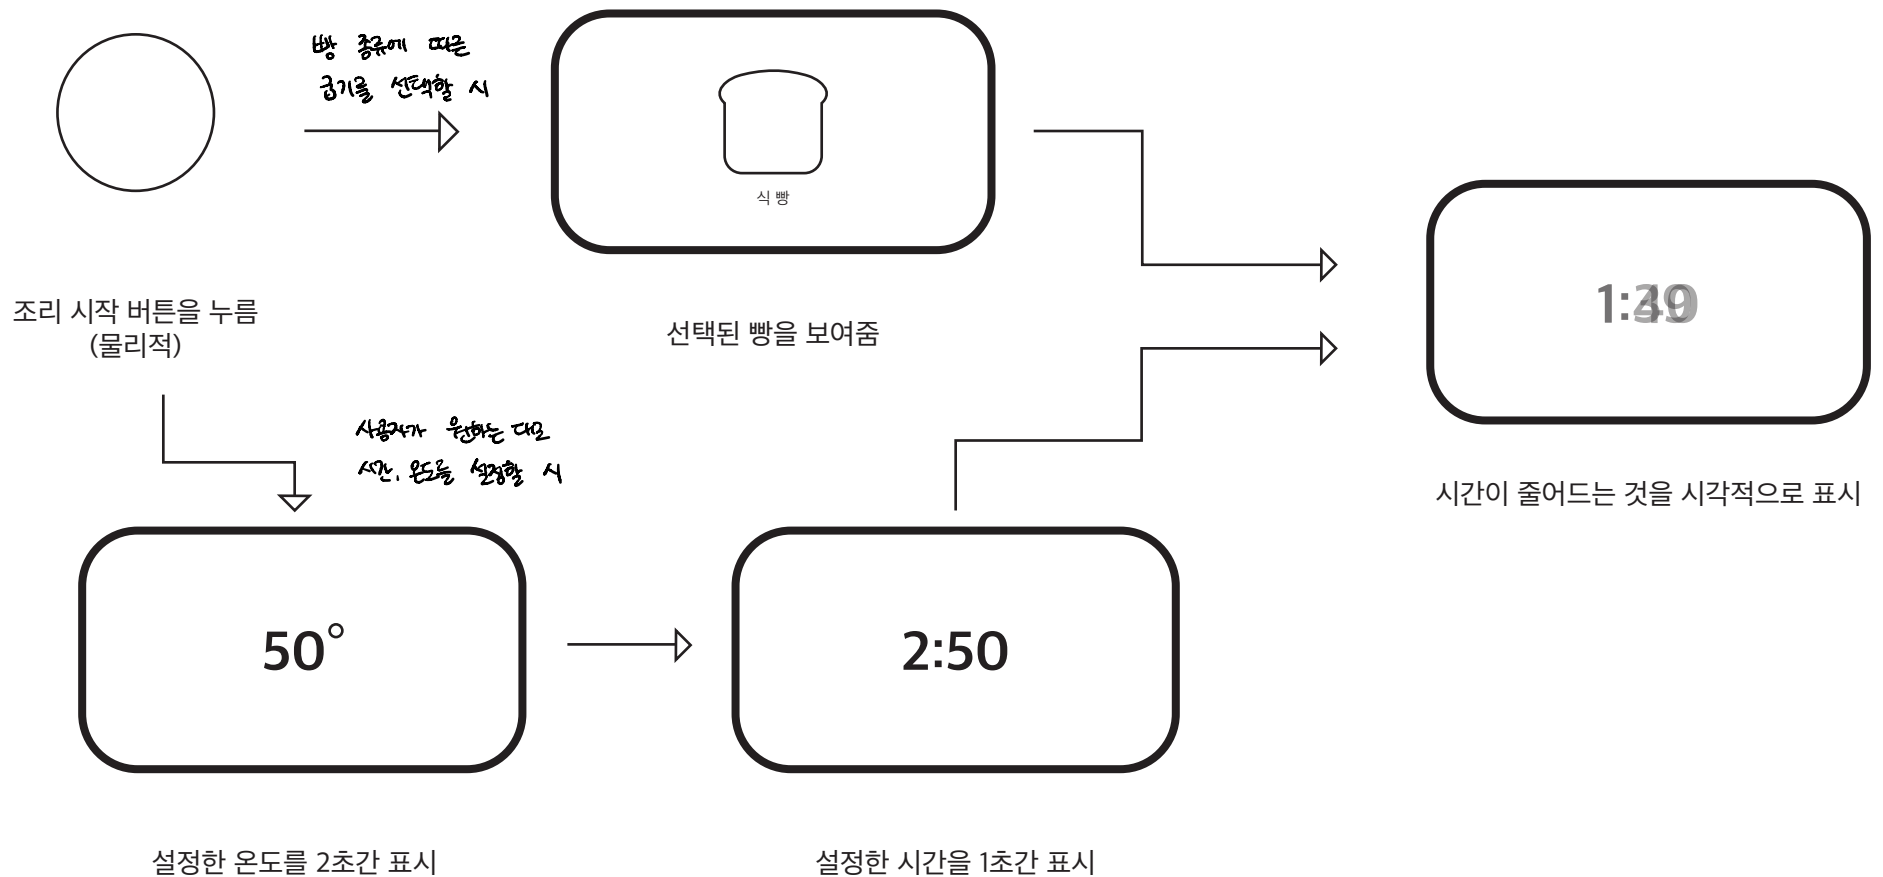 빵 종류에 따른
굽기를 선택할 시
식빵
조리 시작 버튼을 누름
(물리적)
선택된 빵을 보여줌
사용자가 원하는 대로
시간, 온도를 설정할 시
1:
시간이 줄어드는 것을 시각적으로 표시
50°
2:50
설정한 온도를 2초간 표시
설정한 시간을 1초간 표시